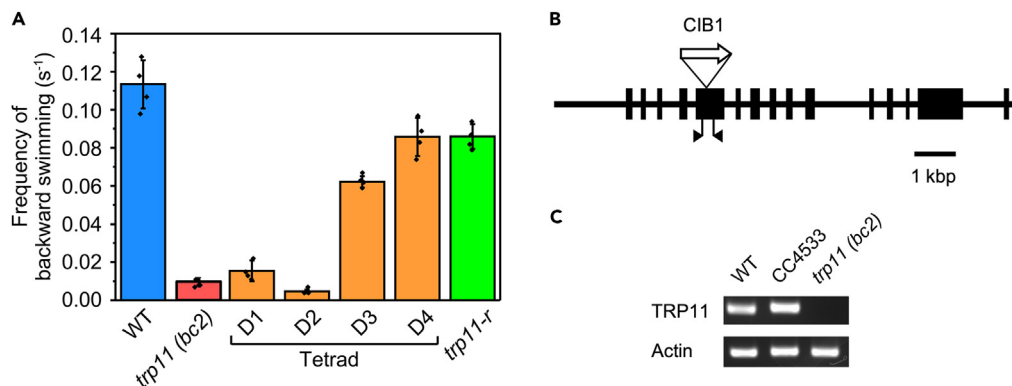 A
Frequency of
backward swimming (s⁻¹)
0.14
0.12
0.10
0.08
0.06
0.04
0.02
0.00
WT
trp11 (bc2)
D1
D2
D3
D4
trp11-r
Tetrad
B
CIB1
1 kbp
C
WT
CC4533
trp11 (bc2)
TRP11
Actin